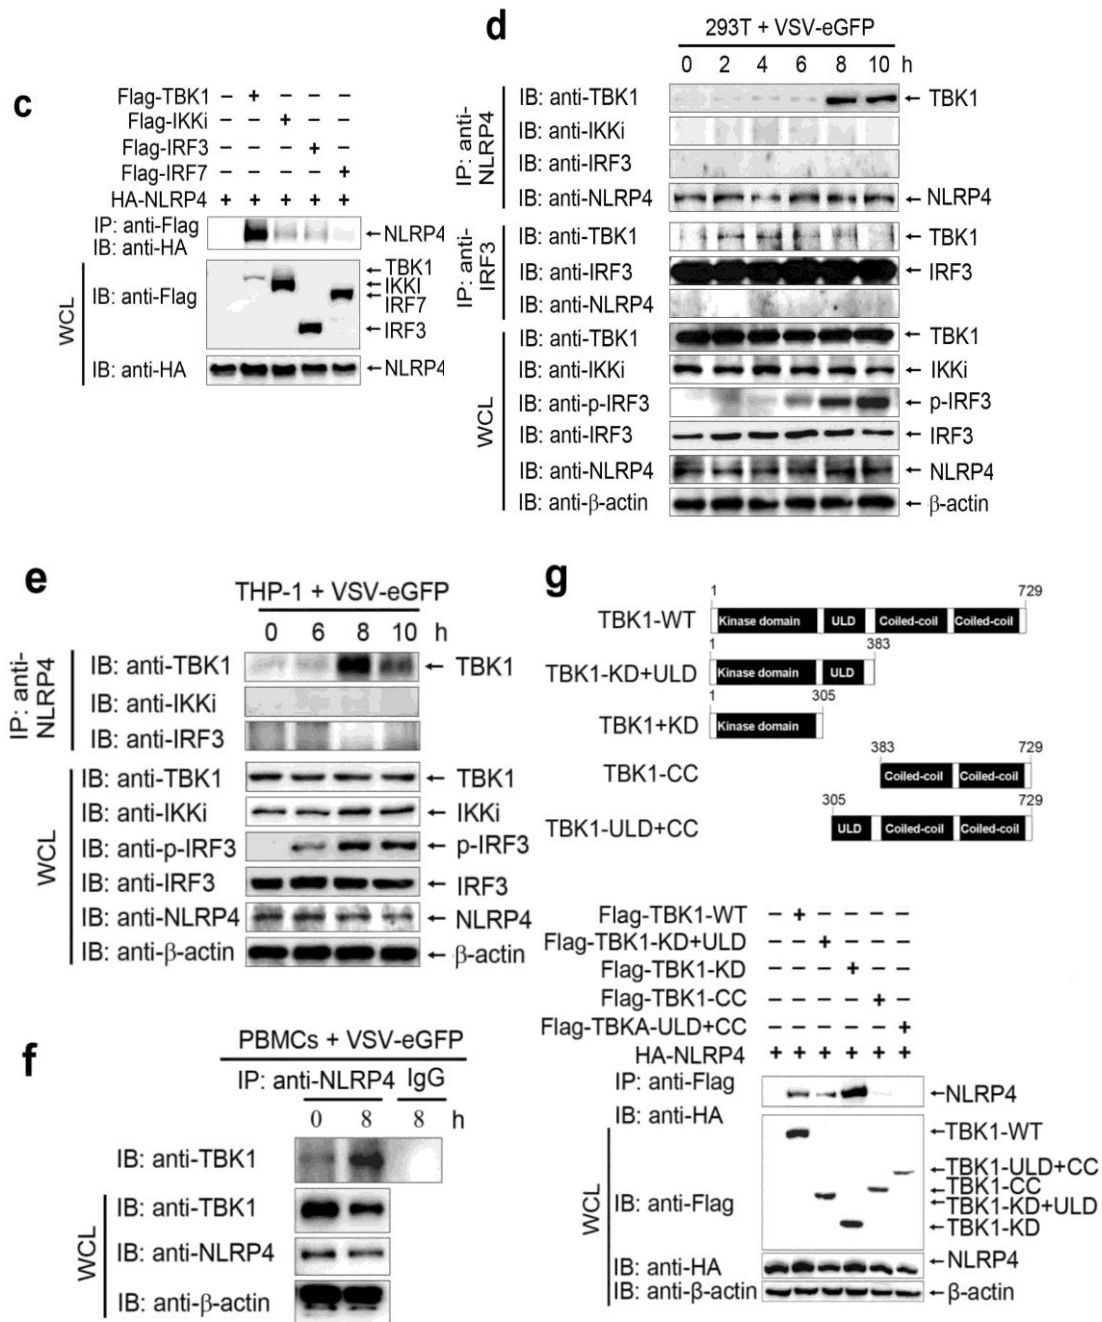 c
Flag-TBK1 – + – – –
Flag-IKKi – – + – –
Flag-IRF3 – – – + –
Flag-IRF7 – – – – +
HA-NLRP4 + + + + +
IP: anti-Flag
IB: anti-HA
NLRP4
WCL
IB: anti-Flag
TBK1
IKKI
IRF7
IRF3
IB: anti-HA
NLRP4
d
293T + VSV-eGFP
0 2 4 6 8 10 h
IP: anti-
NLRP4
IB: anti-TBK1 TBK1
IB: anti-IKKi
IB: anti-IRF3
IB: anti-NLRP4 NLRP4
IP: anti-
IRF3
IB: anti-TBK1 TBK1
IB: anti-IRF3 IRF3
IB: anti-NLRP4
WCL
IB: anti-TBK1 TBK1
IB: anti-IKKi IKKi
IB: anti-p-IRF3 p-IRF3
IB: anti-IRF3 IRF3
IB: anti-NLRP4 NLRP4
IB: anti-β-actin β-actin
e
THP-1 + VSV-eGFP
0 6 8 10 h
IP: anti-
NLRP4
IB: anti-TBK1 TBK1
IB: anti-IKKi
IB: anti-IRF3
WCL
IB: anti-TBK1 TBK1
IB: anti-IKKi IKKi
IB: anti-p-IRF3 p-IRF3
IB: anti-IRF3 IRF3
IB: anti-NLRP4 NLRP4
IB: anti-β-actin β-actin
f
PBMCs + VSV-eGFP
IP: anti-NLRP4 IgG
0 8 8 h
IB: anti-TBK1
WCL
IB: anti-TBK1
IB: anti-NLRP4
IB: anti-β-actin
g
1 729
TBK1-WT Kinase domain ULD Coiled-coil Coiled-coil
1 383
TBK1-KD+ULD Kinase domain ULD
1 305
TBK1+KD Kinase domain
383 729
TBK1-CC Coiled-coil Coiled-coil
305 729
TBK1-ULD+CC ULD Coiled-coil Coiled-coil
Flag-TBK1-WT – + – – – –
Flag-TBK1-KD+ULD – – + – – –
Flag-TBK1-KD – – – + – –
Flag-TBK1-CC – – – – + –
Flag-TBKA-ULD+CC – – – – – +
HA-NLRP4 + + + + + +
IP: anti-Flag
IB: anti-HA
NLRP4
WCL
IB: anti-Flag
TBK1-WT
TBK1-ULD+CC
TBK1-CC
TBK1-KD+ULD
TBK1-KD
IB: anti-HA NLRP4
IB: anti-β-actin β-actin